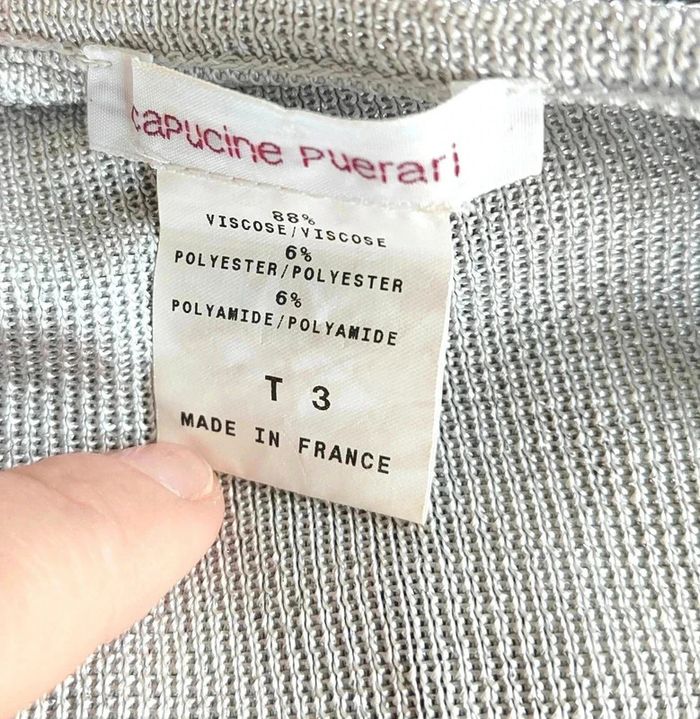 capucine Puerari
88%
VISCOSE/VISCOSE
6%
POLYESTER/POLYESTER
6%
POLYAMIDE/POLYAMIDE
T 3
MADE IN FRANCE